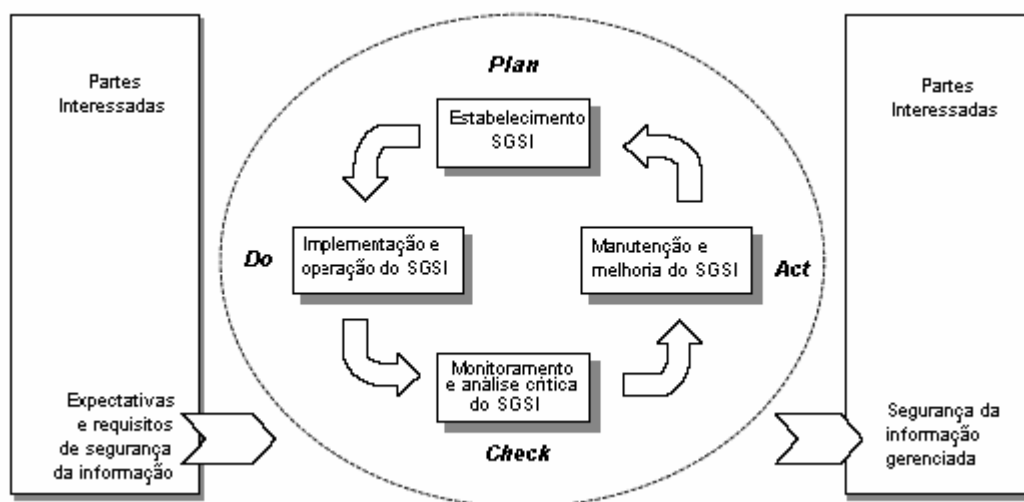 Partes
Interessadas
Expectativas
e requisitos
de segurança
da informação
Plan
Estabelecimento
SGSI
Do
Implementação e
operação do SGSI
Manutenção e
melhoria do SGSI
Act
Monitoramento
e análise crítica
do SGSI
Check
Partes
Interessadas
Segurança da
informação
gerenciada